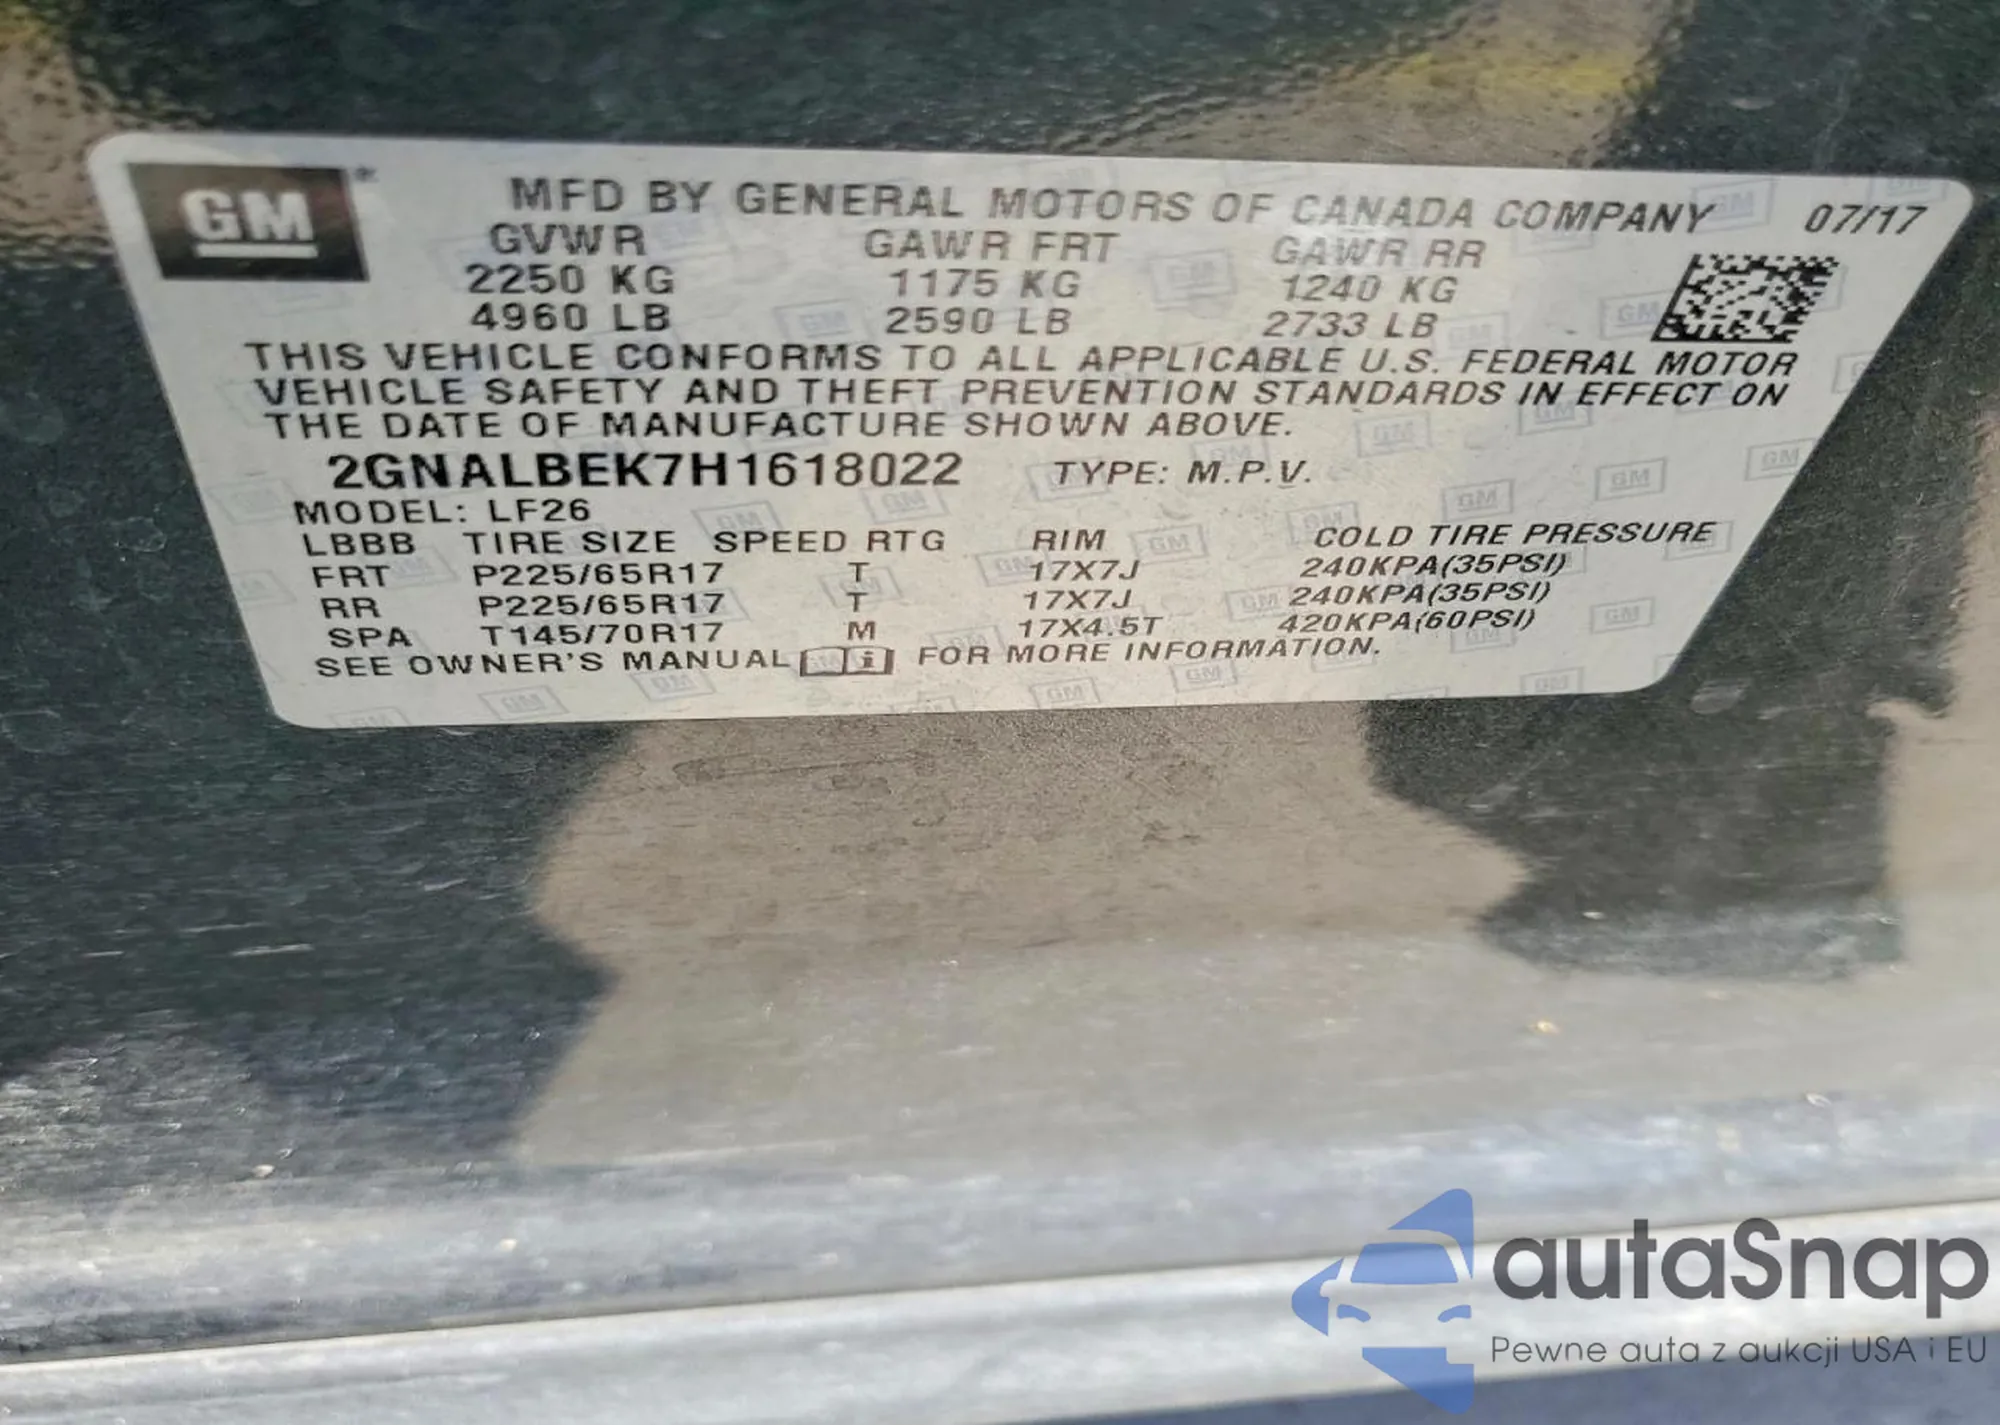 GM ®
MFD BY GENERAL MOTORS OF CANADA COMPANY 07/17
GVWR GAWR FRT GAWR RR
2250 KG 1175 KG 1240 KG
4960 LB 2590 LB 2733 LB
THIS VEHICLE CONFORMS TO ALL APPLICABLE U.S. FEDERAL MOTOR
VEHICLE SAFETY AND THEFT PREVENTION STANDARDS IN EFFECT ON
THE DATE OF MANUFACTURE SHOWN ABOVE.
2GNALBEK7H1618022 TYPE: M.P.V.
MODEL: LF26
LBBB TIRE SIZE SPEED RTG RIM COLD TIRE PRESSURE
FRT P225/65R17 T 17X7J 240KPA(35PSI)
RR P225/65R17 T 17X7J 240KPA(35PSI)
SPA T145/70R17 M 17X4.5T 420KPA(60PSI)
SEE OWNER'S MANUAL FOR MORE INFORMATION.
autaSnap
Pewne auta z aukcji USA i EU